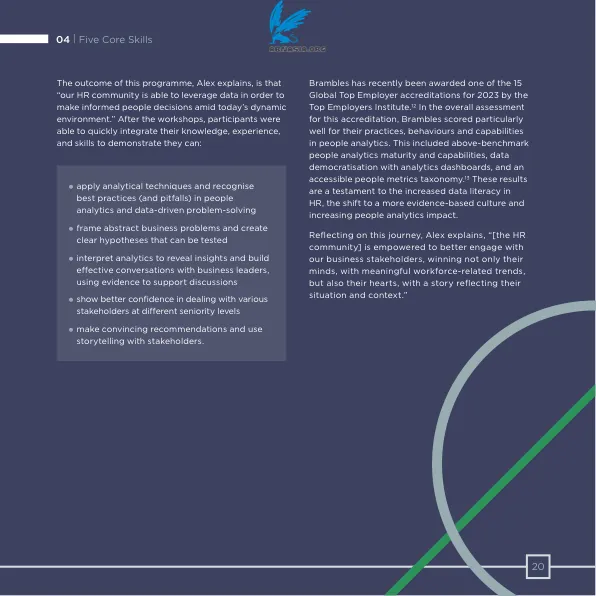 04 | Five Core Skills
The outcome of this programme, Alex explains, is that
“our HR community is able to leverage data in order to
make informed people decisions amid today’s dynamic
environment.” After the workshops, participants were
able to quickly integrate their knowledge, experience,
and skills to demonstrate they can:
• apply analytical techniques and recognise
best practices (and pitfalls) in people
analytics and data-driven problem-solving
• frame abstract business problems and create
clear hypotheses that can be tested
• interpret analytics to reveal insights and build
effective conversations with business leaders,
using evidence to support discussions
• show better confidence in dealing with various
stakeholders at different seniority levels
• make convincing recommendations and use
storytelling with stakeholders.
Brambles has recently been awarded one of the 15
Global Top Employer accreditations for 2023 by the
Top Employers Institute.¹² In the overall assessment
for this accreditation, Brambles scored particularly
well for their practices, behaviours and capabilities
in people analytics. This included above-benchmark
people analytics maturity and capabilities, data
democratisation with analytics dashboards, and an
accessible people metrics taxonomy.¹³ These results
are a testament to the increased data literacy in
HR, the shift to a more evidence-based culture and
increasing people analytics impact.
Reflecting on this journey, Alex explains, “[the HR
community] is empowered to better engage with
our business stakeholders, winning not only their
minds, with meaningful workforce-related trends,
but also their hearts, with a story reflecting their
situation and context.”
20